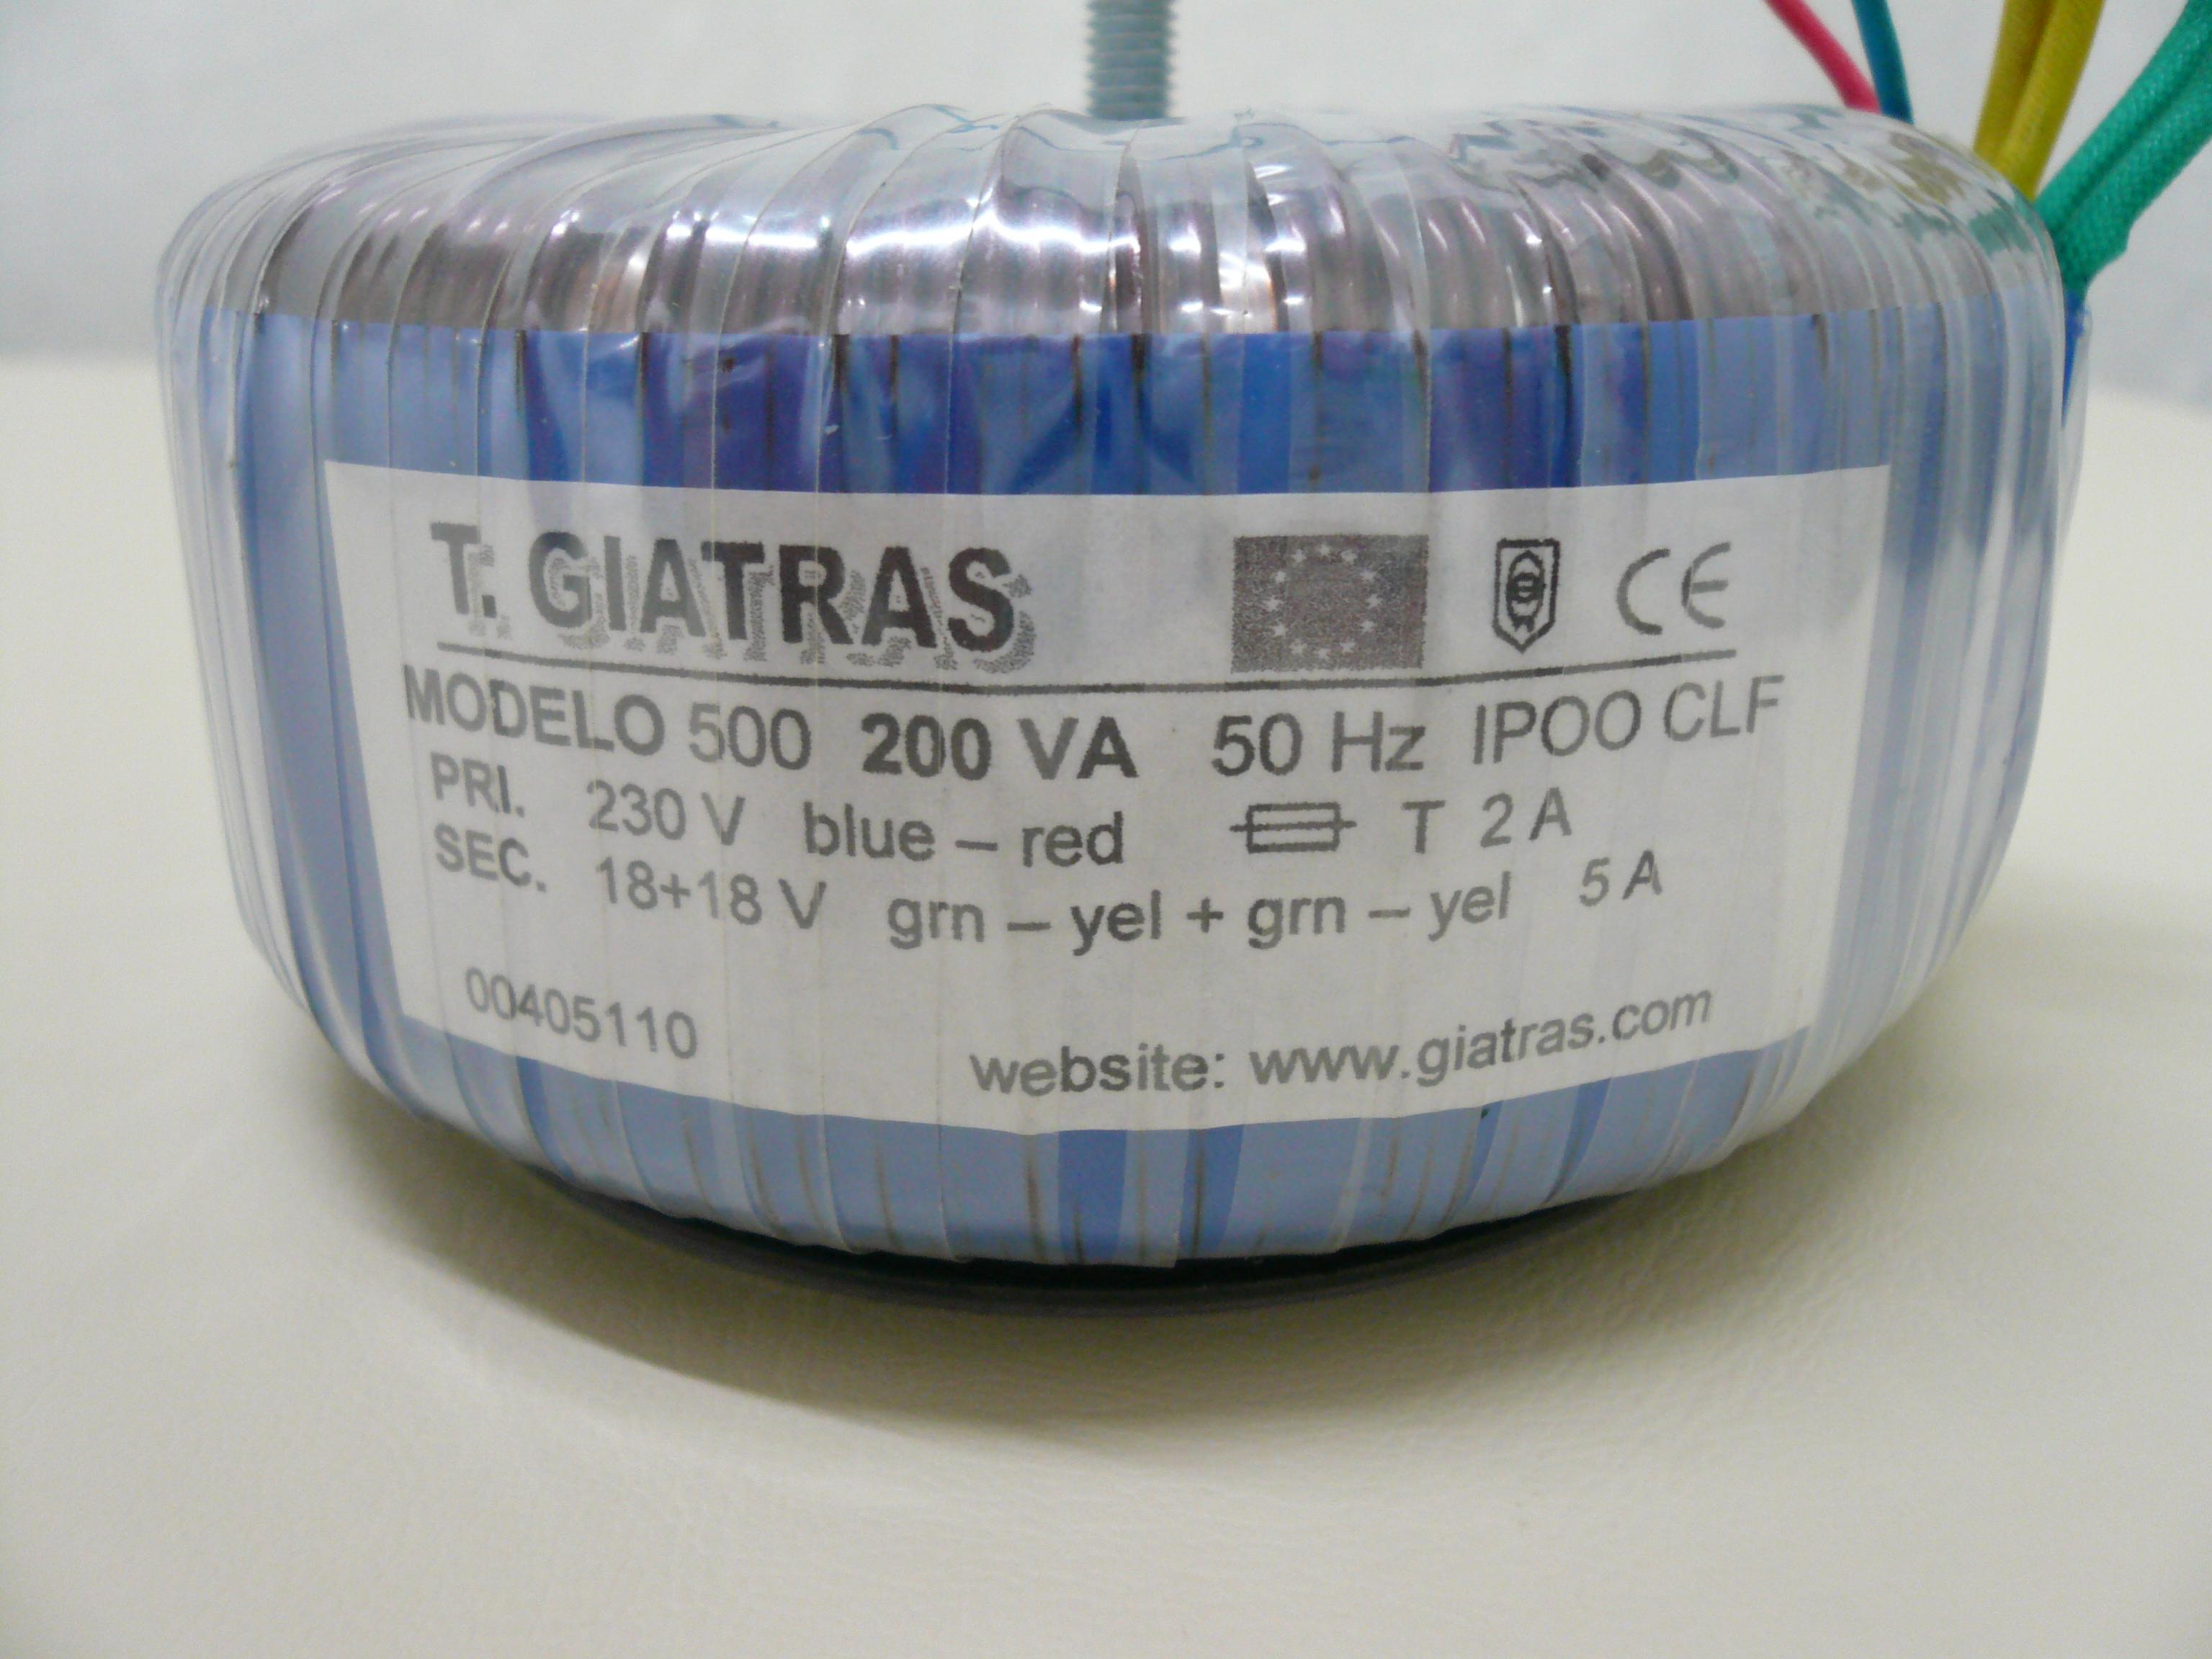 T. GIATRAS CE
MODELO 500 200 VA 50 Hz IPOO CLF
PRI. 230 V blue – red T 2 A
SEC. 18+18 V grn – yel + grn – yel 5 A
00405110
website: www.giatras.com